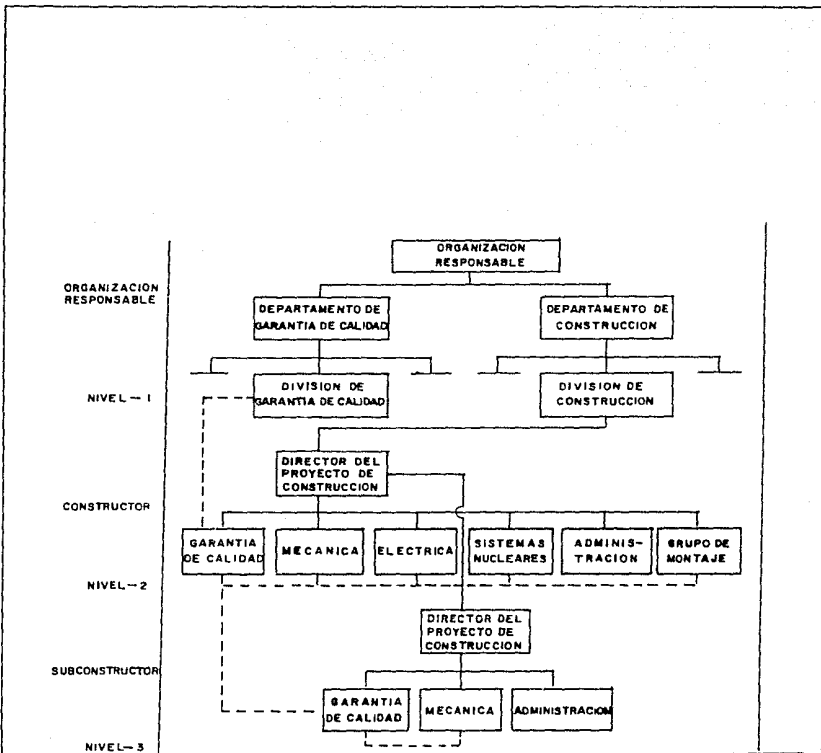 ORGANIZACION
RESPONSABLE
ORGANIZACION
RESPONSABLE
DEPARTAMENTO DE
GARANTIA DE CALIDAD
DEPARTAMENTO DE
CONSTRUCCION
NIVEL-1
DIVISION DE
GARANTIA DE CALIDAD
DIVISION DE
CONSTRUCCION
DIRECTOR DEL
PROYECTO DE
CONSTRUCCION
CONSTRUCTOR
GARANTIA
DE CALIDAD
MECANICA
ELECTRICA
SISTEMAS
NUCLEARES
ADMINIS-
TRACION
GRUPO DE
MONTAJE
NIVEL-2
DIRECTOR DEL
PROYECTO DE
CONSTRUCCION
SUBCONSTRUCTOR
GARANTIA
DE CALIDAD
MECANICA
ADMINISTRACION
NIVEL-3